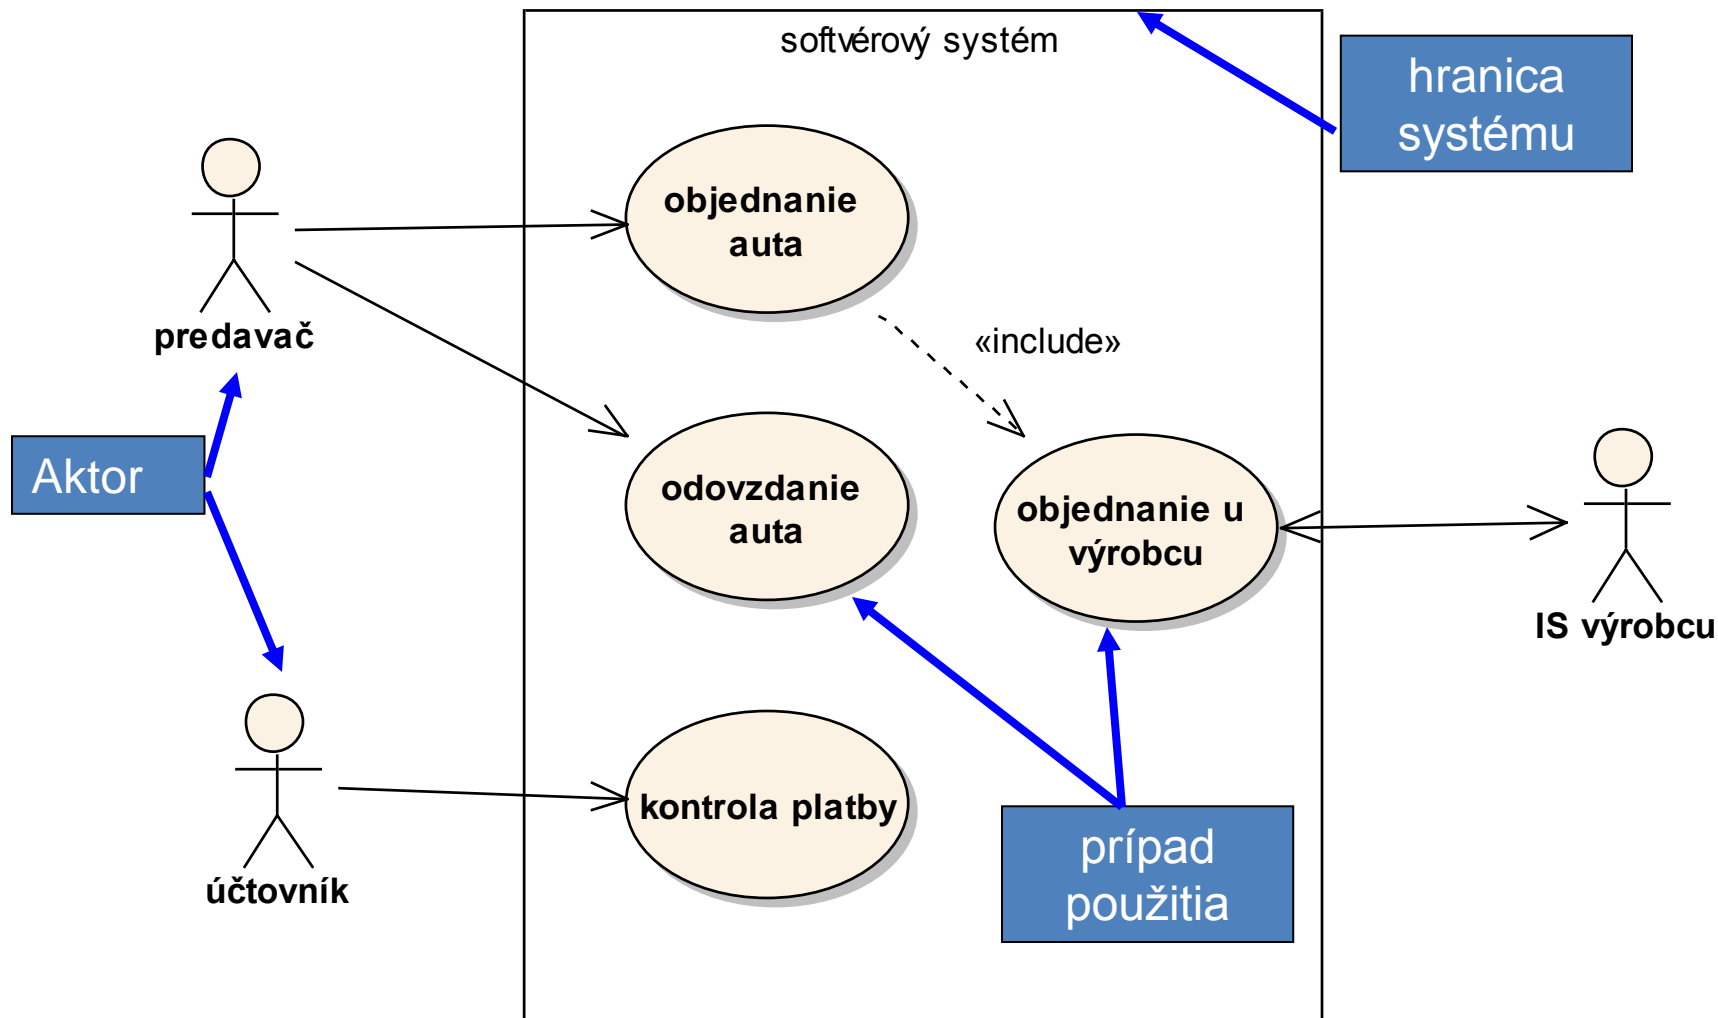 softvérový systém
hranica
systému
objednanie
auta
predavač
«include»
Aktor
odovzdanie
auta
objednanie u
výrobcu
IS výrobcu
kontrola platby
prípad
použitia
účtovník